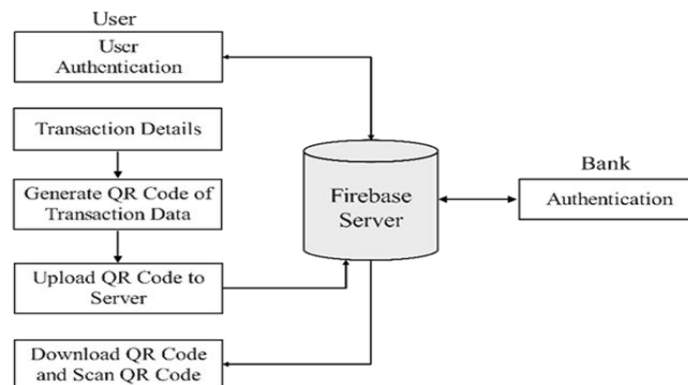 User
User
Authentication
Transaction Details
Generate QR Code of
Transaction Data
Upload QR Code to
Server
Download QR Code
and Scan QR Code
Firebase
Server
Bank
Authentication